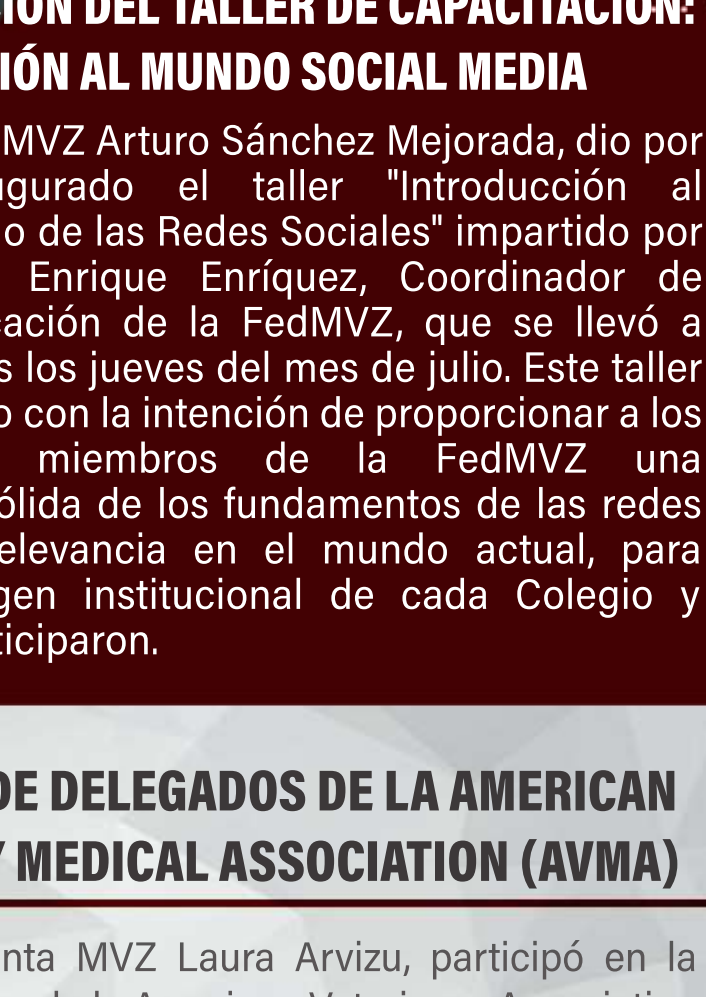 IÓN DEL TALLER DE CAPACITACIÓN:
IÓN AL MUNDO SOCIAL MEDIA
MVZ Arturo Sánchez Mejorada, dio por
ugurado el taller "Introducción al
o de las Redes Sociales" impartido por
Enrique Enríquez, Coordinador de
cación de la FedMVZ, que se llevó a
s los jueves del mes de julio. Este taller
o con la intención de proporcionar a los
miembros de la FedMVZ una
ólida de los fundamentos de las redes
elevancia en el mundo actual, para
gen institucional de cada Colegio y
ticiparon.
DE DELEGADOS DE LA AMERICAN
Y MEDICAL ASSOCIATION (AVMA)
nta MVZ Laura Arvizu, participó en la